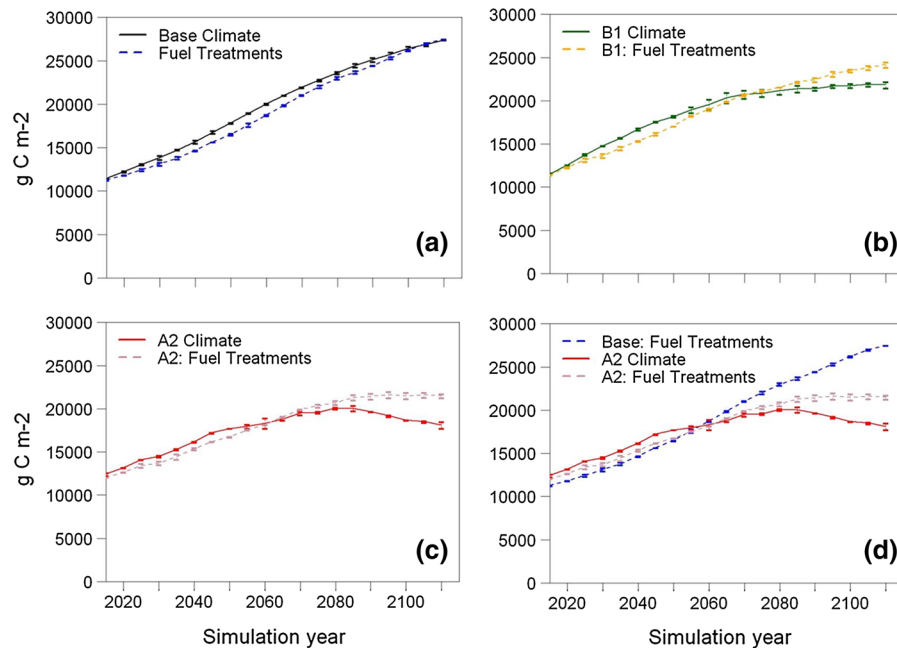 30000
25000
20000
15000
10000
5000
0
g C m-2
Base Climate
Fuel Treatments
(a)
30000
25000
20000
15000
10000
5000
0
B1 Climate
B1: Fuel Treatments
(b)
30000
25000
20000
15000
10000
5000
0
g C m-2
A2 Climate
A2: Fuel Treatments
(c)
2020 2040 2060 2080 2100
Simulation year
30000
25000
20000
15000
10000
5000
0
Base: Fuel Treatments
A2 Climate
A2: Fuel Treatments
(d)
2020 2040 2060 2080 2100
Simulation year